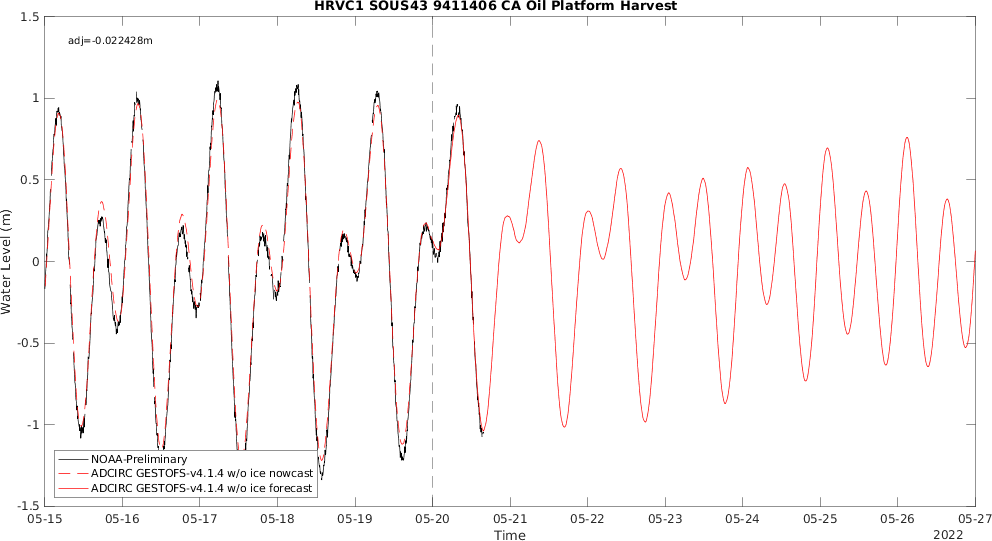 HRVC1 SOUS43 9411406 CA Oil Platform Harvest
adj=-0.022428m
1.5
1
0.5
0
-0.5
-1
-1.5
Water Level (m)
NOAA-Preliminary
ADCIRC GESTOFS-v4.1.4 w/o ice nowcast
ADCIRC GESTOFS-v4.1.4 w/o ice forecast
05-15 05-16 05-17 05-18 05-19 05-20 05-21 05-22 05-23 05-24 05-25 05-26 05-27
Time
2022